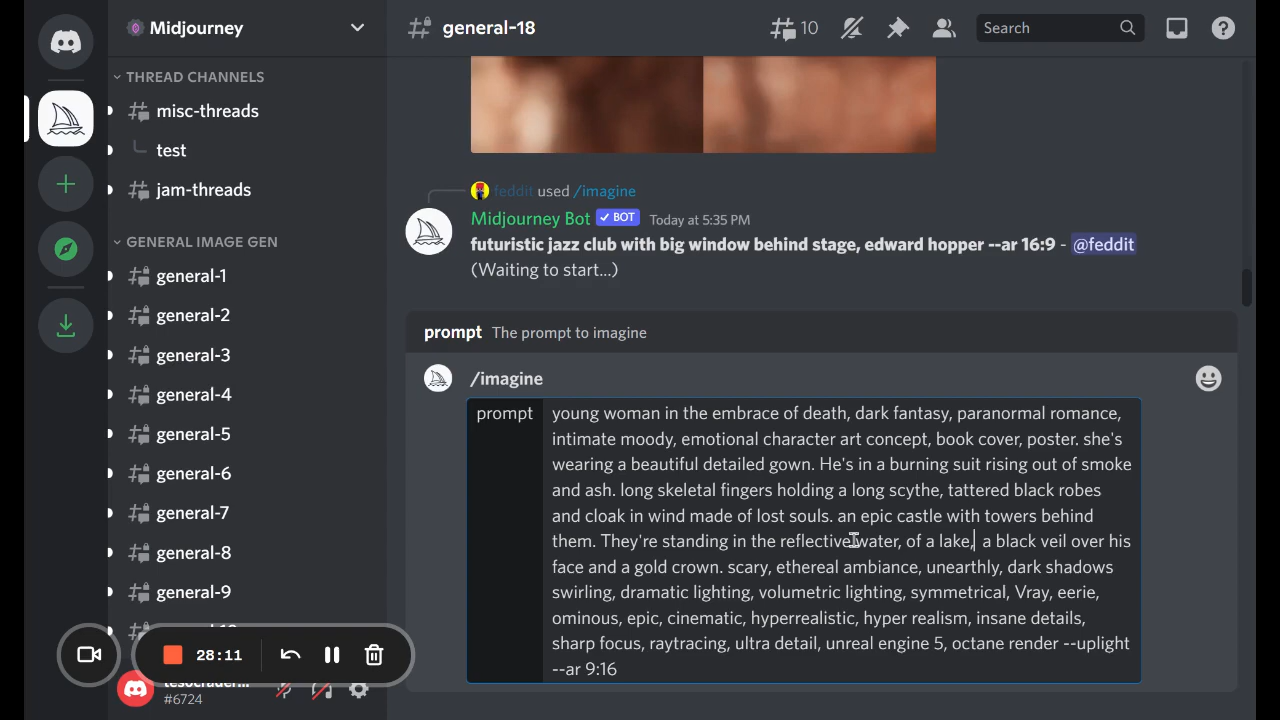 Midjourney
general-18
10
Search
THREAD CHANNELS
misc-threads
test
jam-threads
GENERAL IMAGE GEN
general-1
general-2
general-3
general-4
general-5
general-6
general-7
general-8
general-9
28:11
#6724
feddit used /imagine
Midjourney Bot ✓ BOT Today at 5:35 PM
futuristic jazz club with big window behind stage, edward hopper --ar 16:9 - @feddit
(Waiting to start...)
prompt The prompt to imagine
/imagine
prompt young woman in the embrace of death, dark fantasy, paranormal romance,
intimate moody, emotional character art concept, book cover, poster. she's
wearing a beautiful detailed gown. He's in a burning suit rising out of smoke
and ash. long skeletal fingers holding a long scythe, tattered black robes
and cloak in wind made of lost souls. an epic castle with towers behind
them. They're standing in the reflective water, of a lake, a black veil over his
face and a gold crown. scary, ethereal ambiance, unearthly, dark shadows
swirling, dramatic lighting, volumetric lighting, symmetrical, Vray, eerie,
ominous, epic, cinematic, hyperrealistic, hyper realism, insane details,
sharp focus, raytracing, ultra detail, unreal engine 5, octane render --uplight
--ar 9:16